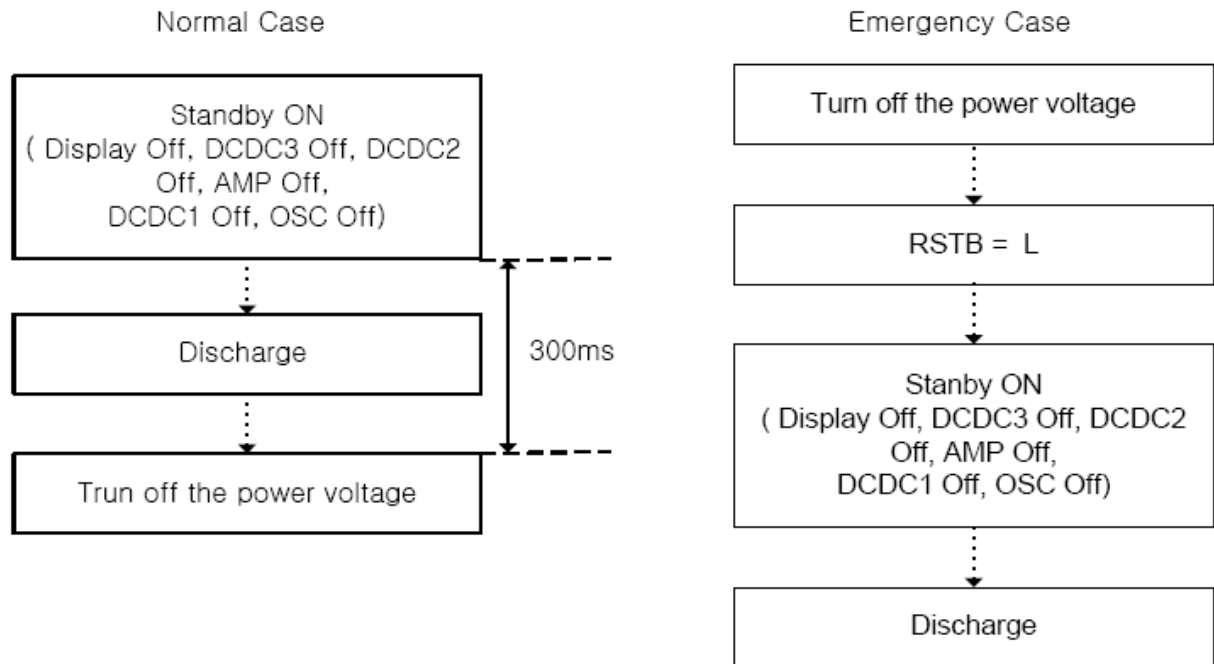 Normal Case
Standby ON
( Display Off, DCDC3 Off, DCDC2
Off, AMP Off,
DCDC1 Off, OSC Off)
Discharge
300ms
Trun off the power voltage
Emergency Case
Turn off the power voltage
RSTB = L
Stanby ON
( Display Off, DCDC3 Off, DCDC2
Off, AMP Off,
DCDC1 Off, OSC Off)
Discharge